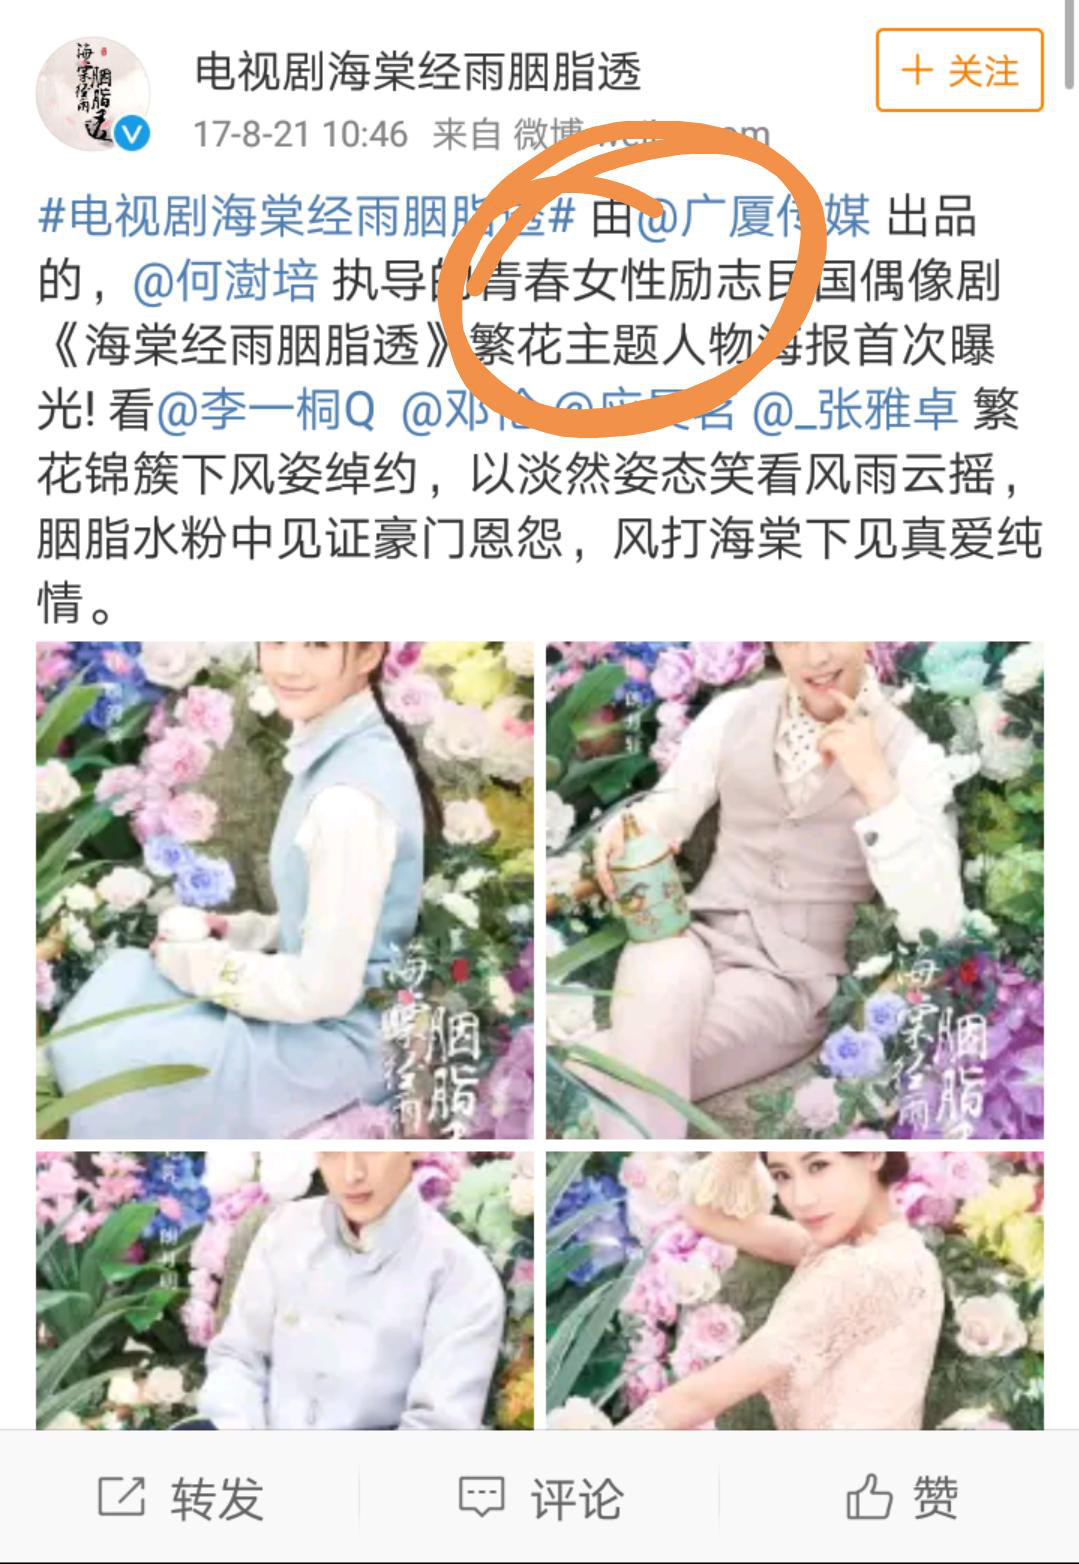 电视剧海棠经雨胭脂透
+ 关注
17-8-21 10:46 来自 微博
#电视剧海棠经雨胭脂透# 由@广厦传媒 出品
的，@何澍培 执导的青春女性励志民国偶像剧
《海棠经雨胭脂透》繁花主题人物海报首次曝
光! 看@李一桐Q @邓伦 @_张雅卓 繁
花锦簇下风姿绰约，以淡然姿态笑看风雨云摇，
胭脂水粉中见证豪门恩怨，风打海棠下见真爱纯
情。
海棠经雨
胭脂
海棠经雨
胭脂
转发
评论
赞